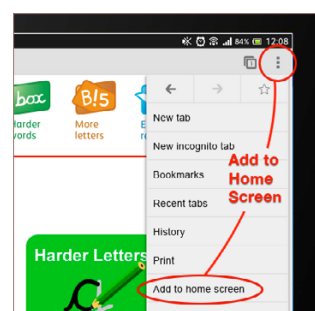 84% 12:08
1
box
B!5
Harder
words
More
letters
New tab
New incognito tab
Add to
Home
Screen
Bookmarks
Recent tabs
History
Print
Harder Letters
Add to home screen